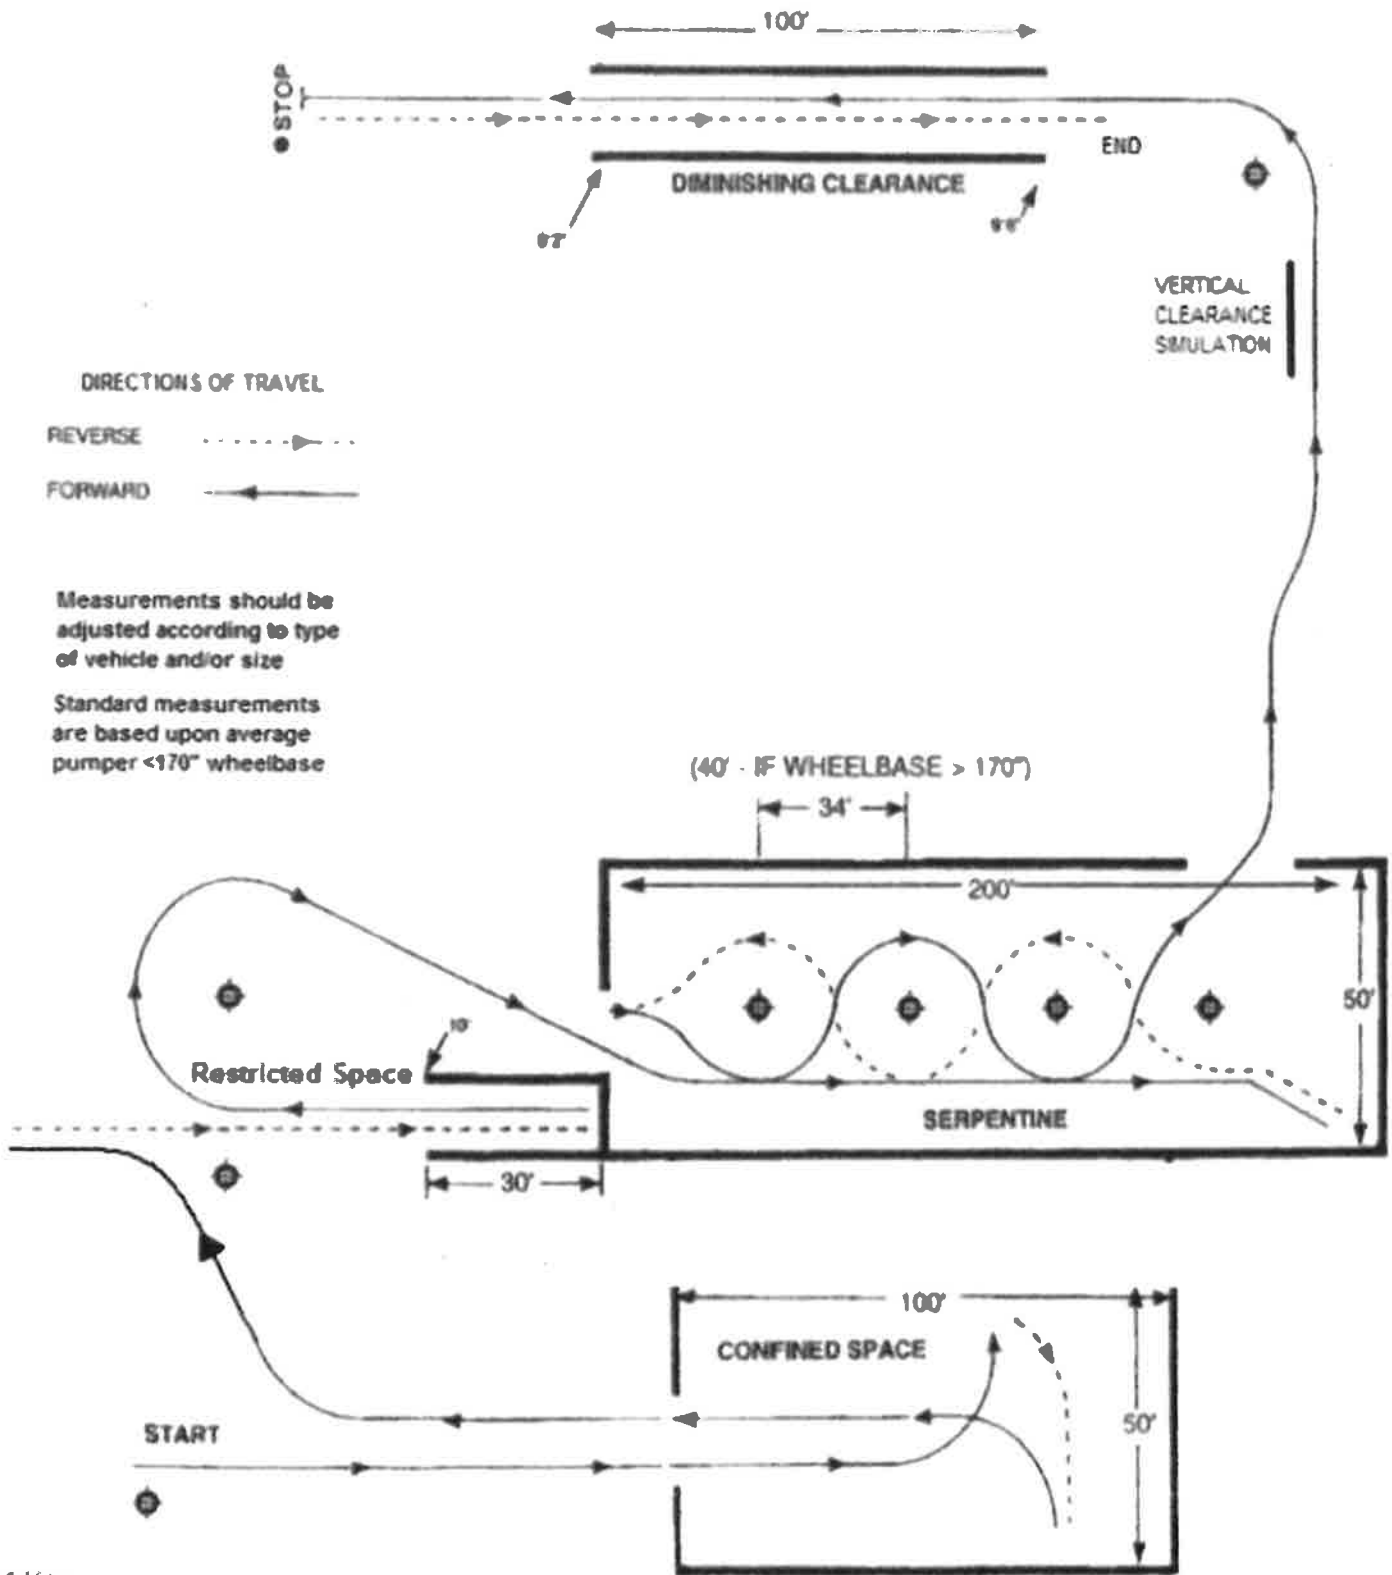 100'
STOP
END
DIMINISHING CLEARANCE
VERTICAL
CLEARANCE
SIMULATION
DIRECTIONS OF TRAVEL
REVERSE
FORWARD
Measurements should be
adjusted according to type
of vehicle and/or size
Standard measurements
are based upon average
pumper <170" wheelbase
(40' - IF WHEELBASE > 170")
34'
200'
50'
10'
Restricted Space
SERPENTINE
30'
100'
CONFINED SPACE
50'
START